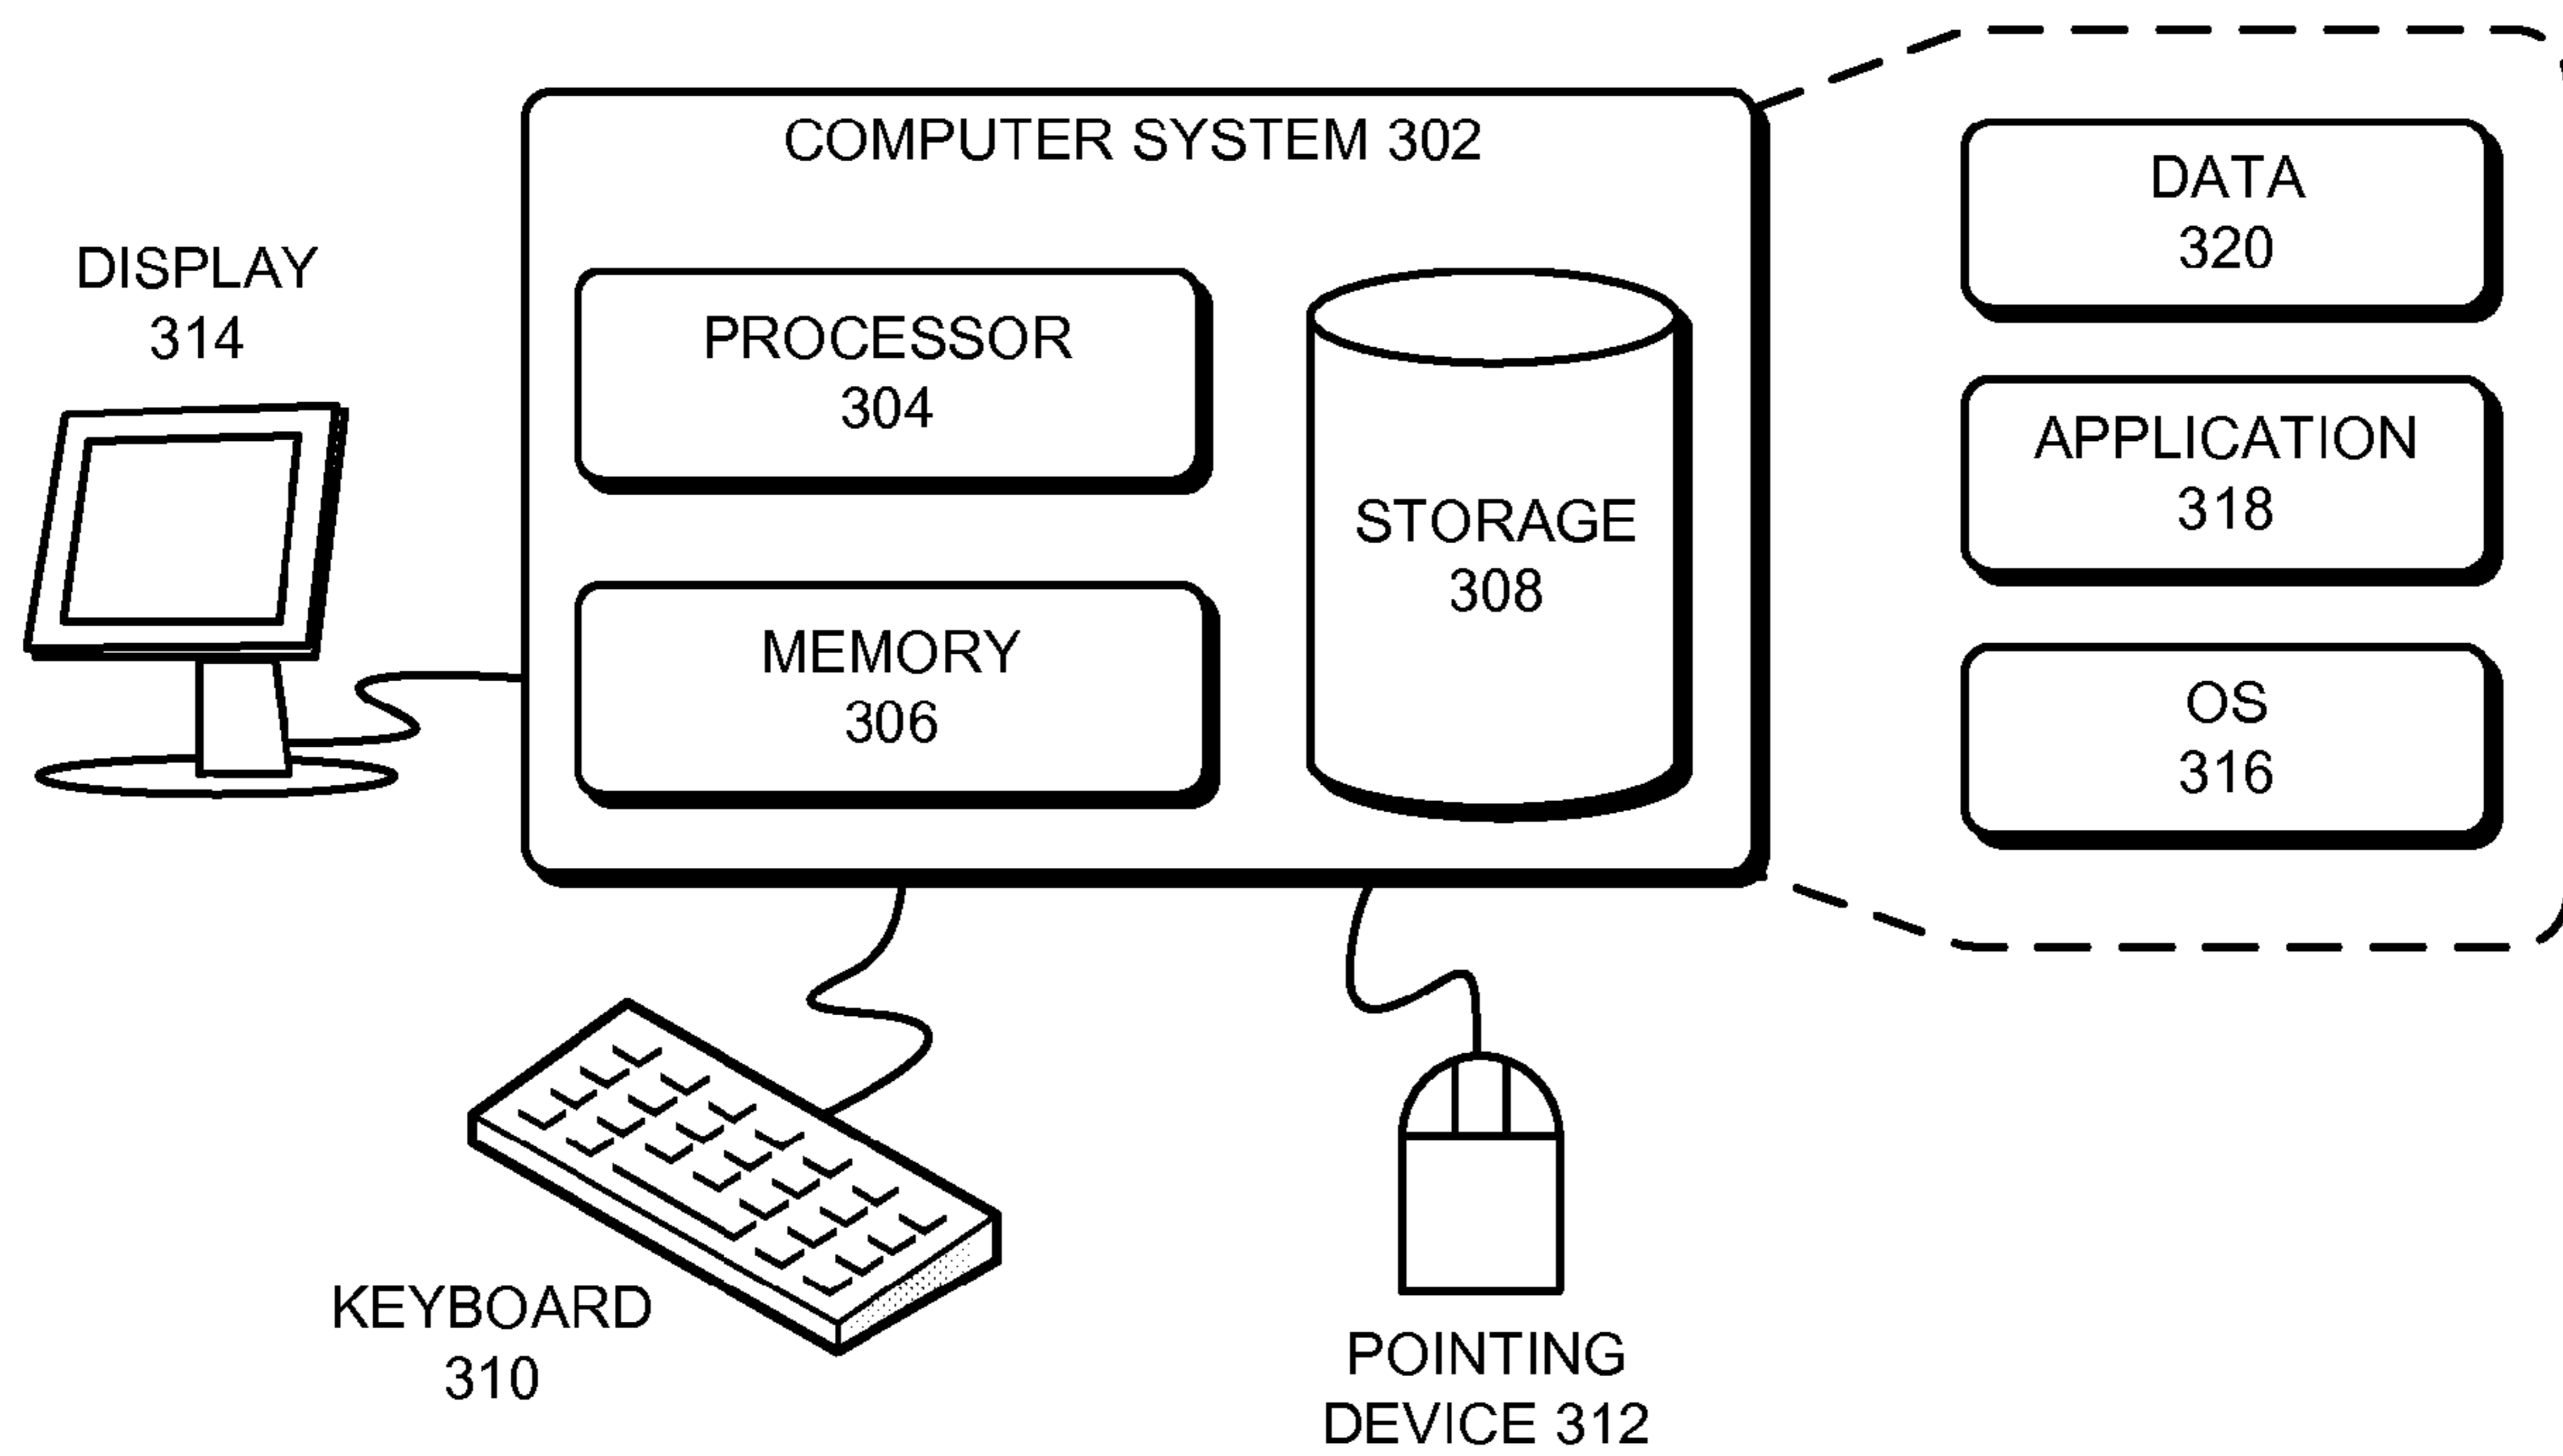 COMPUTER SYSTEM 302
DISPLAY
314
PROCESSOR
304
MEMORY
306
STORAGE
308
DATA
320
APPLICATION
318
OS
316
KEYBOARD
310
POINTING
DEVICE 312